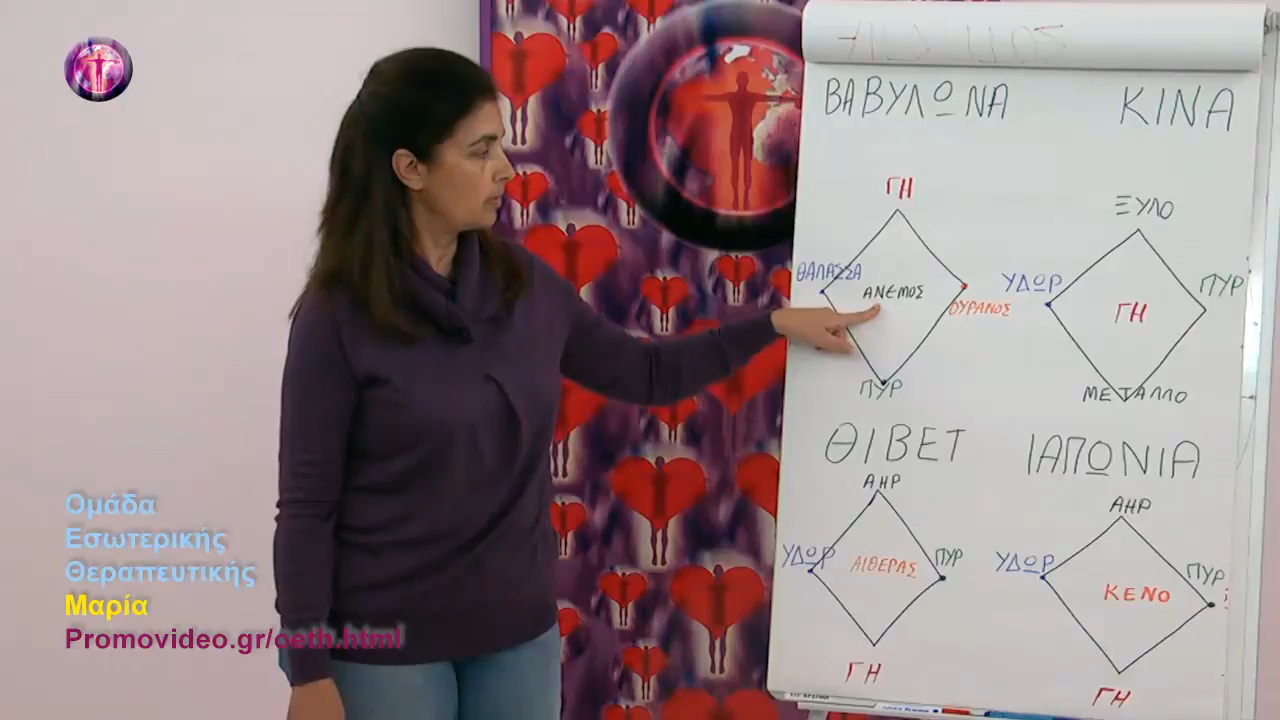 ΒΑΒΥΛΩΝΑ
ΚΙΝΑ
ΓΗ
ΘΑΛΑΣΣΑ
ΑΝΕΜΟΣ
ΟΥΡΑΝΟΣ
ΠΥΡ
ΞΥΛΟ
ΥΔΩΡ
ΠΥΡ
ΓΗ
ΜΕΤΑΛΛΟ
ΘΙΒΕΤ
ΙΑΠΩΝΙΑ
ΑΗΡ
ΥΔΩΡ
ΑΙΘΕΡΑΣ
ΠΥΡ
ΓΗ
ΑΗΡ
ΥΔΩΡ
ΚΕΝΟ
ΠΥΡ
ΓΗ
Ομάδα
Εσωτερικής
Θεραπευτικής
Μαρία
Promovideo.gr/oeth.html